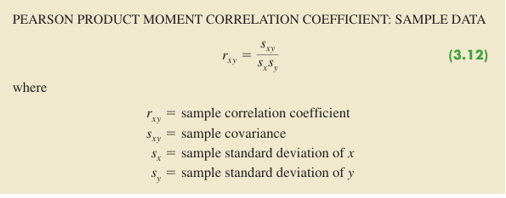 PEARSON PRODUCT MOMENT CORRELATION COEFFICIENT: SAMPLE DATA
r_xy = s_xy / s_x s_y (3.12)
where
r_xy = sample correlation coefficient
s_xy = sample covariance
s_x = sample standard deviation of x
s_y = sample standard deviation of y